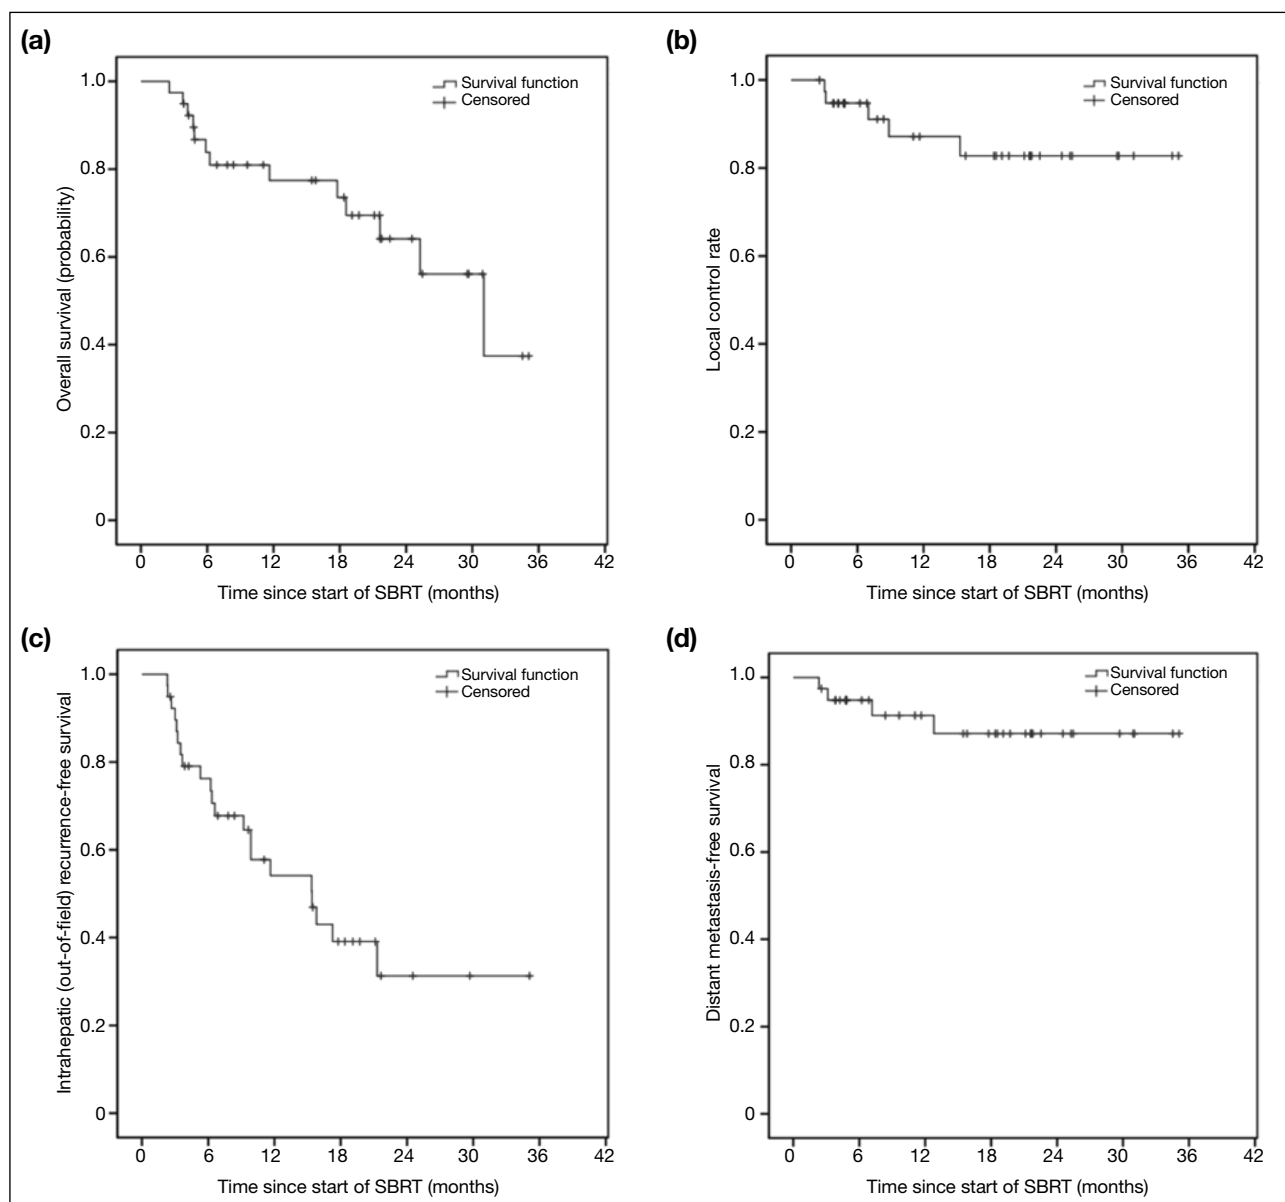 (a)
Survival function
Censored
1.0
0.8
0.6
0.4
0.2
0
Overall survival (probability)
0 6 12 18 24 30 36 42
Time since start of SBRT (months)
(b)
Survival function
Censored
1.0
0.8
0.6
0.4
0.2
0
Local control rate
0 6 12 18 24 30 36 42
Time since start of SBRT (months)
(c)
Survival function
Censored
1.0
0.8
0.6
0.4
0.2
0
Intrahepatic (out-of-field) recurrence-free survival
0 6 12 18 24 30 36 42
Time since start of SBRT (months)
(d)
Survival function
Censored
1.0
0.8
0.6
0.4
0.2
0
Distant metastasis-free survival
0 6 12 18 24 30 36 42
Time since start of SBRT (months)